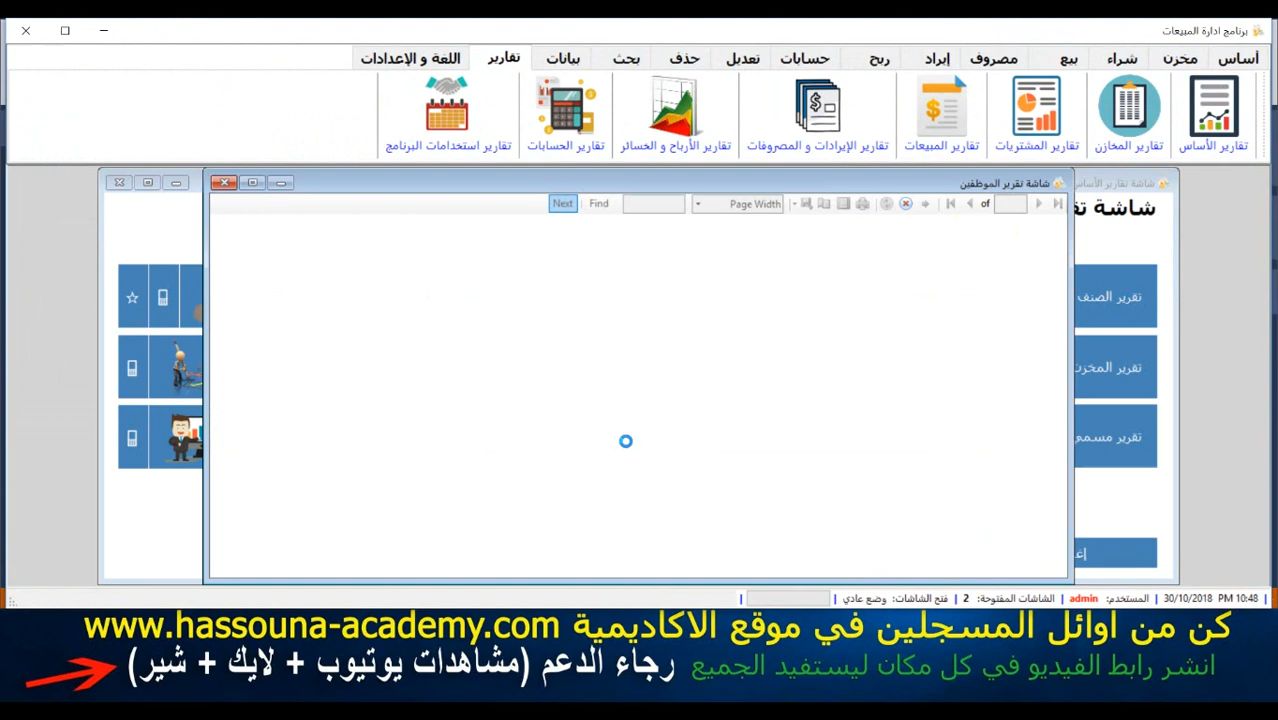 برنامج ادارة المبيعات
أساس مخزن شراء بيع مصروف إيراد ربح حسابات تعديل حذف بحث بيانات تقارير اللغة و الإعدادات
تقارير الأساس تقارير المخازن تقارير المشتريات تقارير المبيعات تقارير الإيرادات و المصروفات تقارير الأرباح و الخسائر تقارير الحسابات تقارير استخدامات البرنامج
شاشة تقارير الأساس
شاشة تقرير الموظفين
Next Find Page Width of
شاشة
تقرير الصنف
تقرير المخزن
تقرير مسمى
30/10/2018 PM 10:48 المستخدم: admin الشاشات المفتوحة: 2 فتح الشاشات: وضع عادي
كن من اوائل المسجلين في موقع الاكاديمية www.hassouna-academy.com
انشر رابط الفيديو في كل مكان ليستفيد الجميع رجاء الدعم (مشاهدات يوتيوب + لايك + شير)